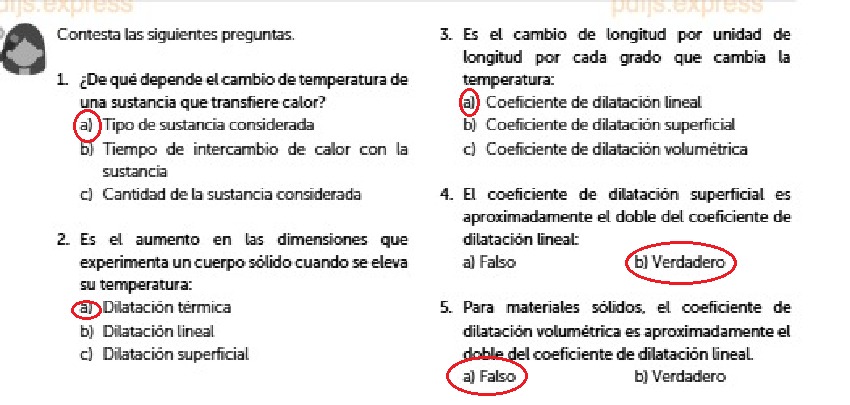 pdijs.express
Contesta las siguientes preguntas.
1. ¿De qué depende el cambio de temperatura de
una sustancia que transfiere calor?
a) Tipo de sustancia considerada
b) Tiempo de intercambio de calor con la
sustancia
c) Cantidad de la sustancia considerada
2. Es el aumento en las dimensiones que
experimenta un cuerpo sólido cuando se eleva
su temperatura:
a) Dilatación térmica
b) Dilatación lineal
c) Dilatación superficial
3. Es el cambio de longitud por unidad de
longitud por cada grado que cambia la
temperatura:
a) Coeficiente de dilatación lineal
b) Coeficiente de dilatación superficial
c) Coeficiente de dilatación volumétrica
4. El coeficiente de dilatación superficial es
aproximadamente el doble del coeficiente de
dilatación lineal:
a) Falso b) Verdadero
5. Para materiales sólidos, el coeficiente de
dilatación volumétrica es aproximadamente el
doble del coeficiente de dilatación lineal.
a) Falso b) Verdadero